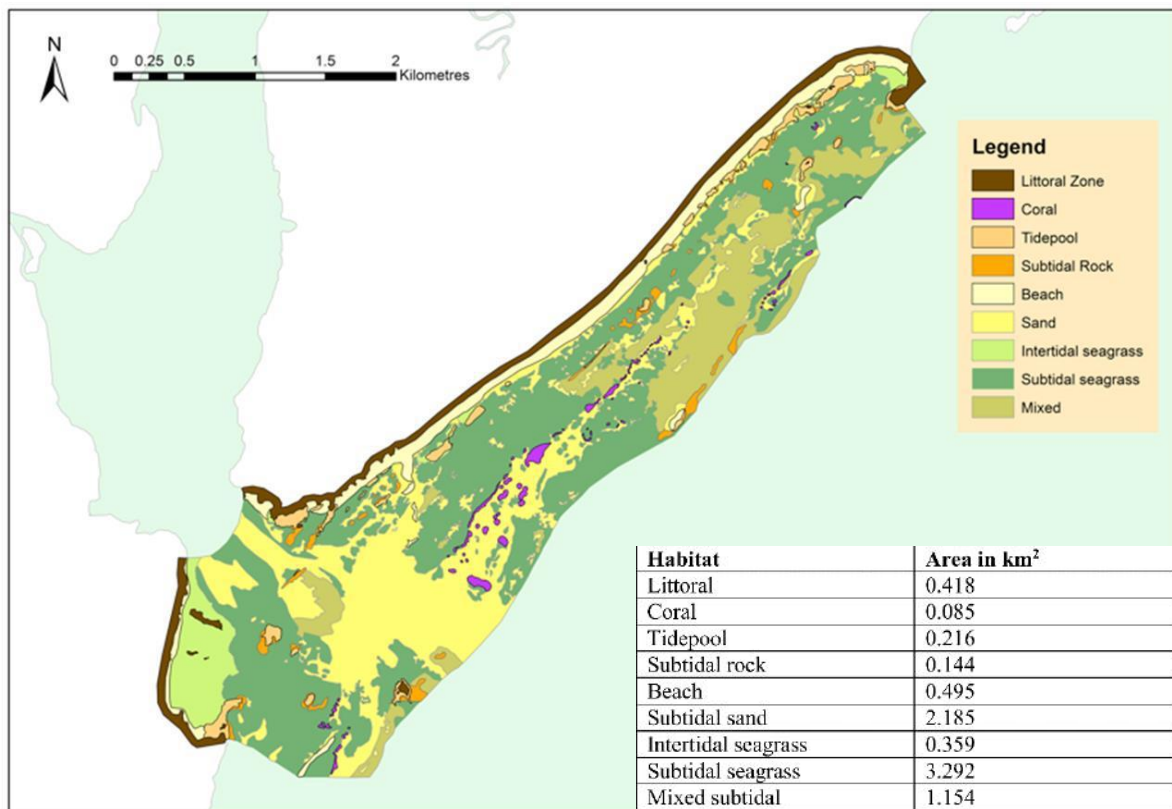 N
0 0.25 0.5 1 1.5 2
Kilometres
Legend
Littoral Zone
Coral
Tidepool
Subtidal Rock
Beach
Sand
Intertidal seagrass
Subtidal seagrass
Mixed
Habitat Area in km²
Littoral 0.418
Coral 0.085
Tidepool 0.216
Subtidal rock 0.144
Beach 0.495
Subtidal sand 2.185
Intertidal seagrass 0.359
Subtidal seagrass 3.292
Mixed subtidal 1.154